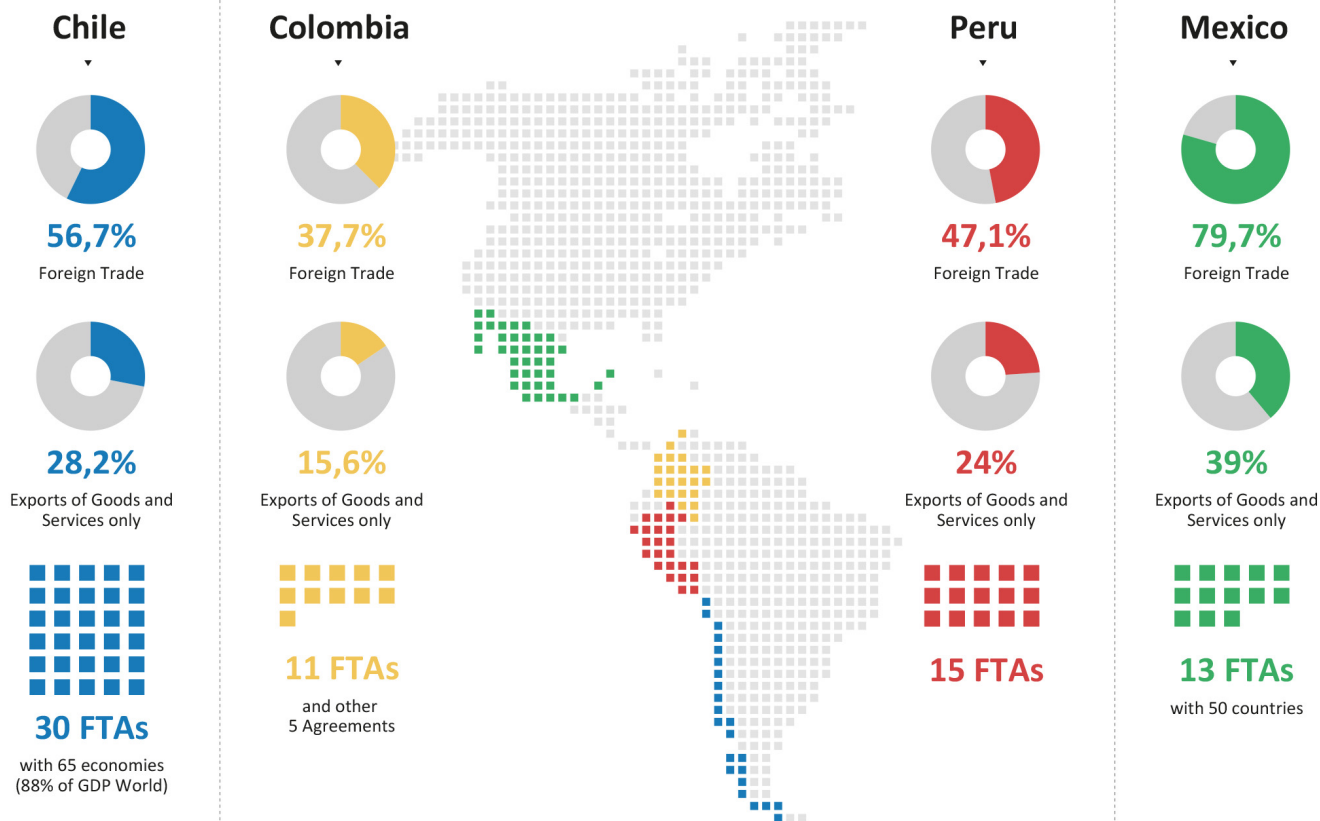 Chile
56,7%
Foreign Trade
28,2%
Exports of Goods and
Services only
30 FTAs
with 65 economies
(88% of GDP World)
Colombia
37,7%
Foreign Trade
15,6%
Exports of Goods and
Services only
11 FTAs
and other
5 Agreements
Peru
47,1%
Foreign Trade
24%
Exports of Goods and
Services only
15 FTAs
Mexico
79,7%
Foreign Trade
39%
Exports of Goods and
Services only
13 FTAs
with 50 countries